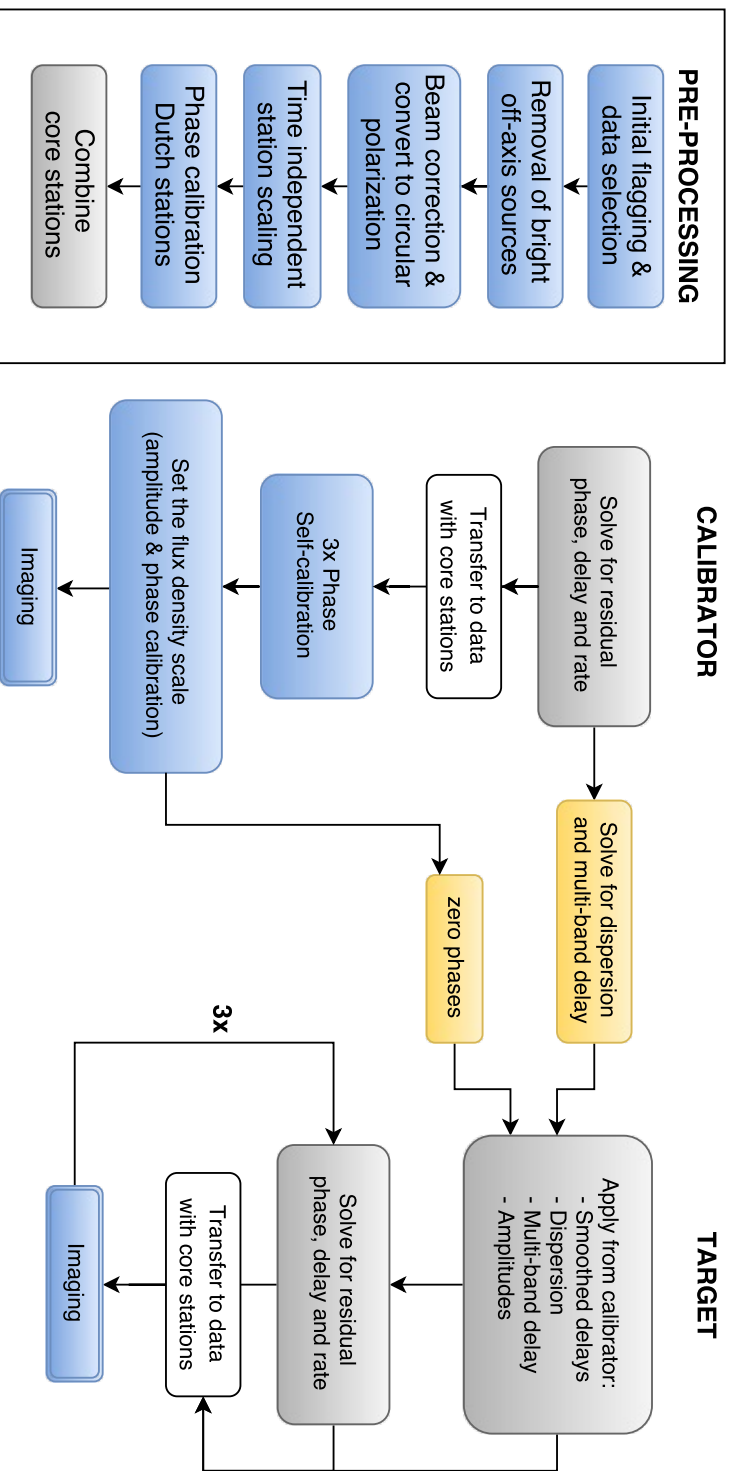 PRE-PROCESSING
Initial flagging &
data selection
Removal of bright
off-axis sources
Beam correction &
convert to circular
polarization
Time independent
station scaling
Phase calibration
Dutch stations
Combine
core stations
CALIBRATOR
Solve for residual
phase, delay and rate
Transfer to data
with core stations
3x Phase
Self-calibration
Set the flux density scale
(amplitude & phase calibration)
Imaging
Solve for dispersion
and multi-band delay
zero phases
TARGET
Apply from calibrator:
- Smoothed delays
- Dispersion
- Multi-band delay
- Amplitudes
Solve for residual
phase, delay and rate
Transfer to data
with core stations
Imaging
3x